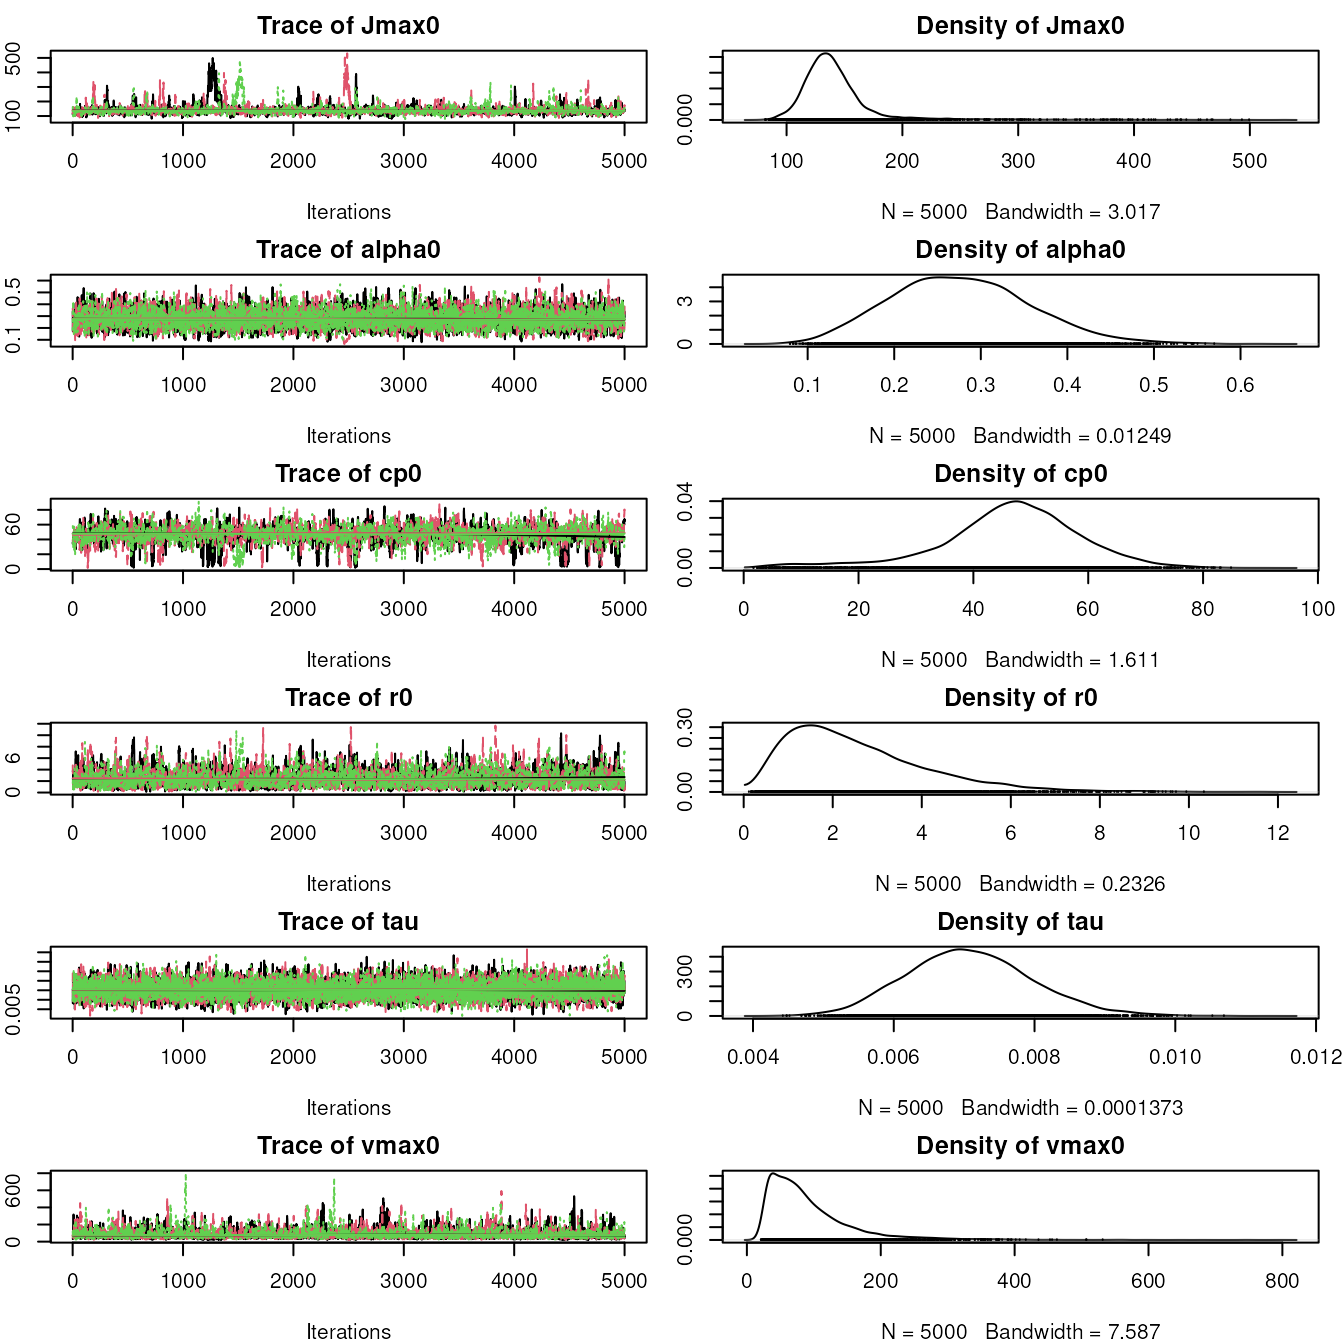 Trace of Jmax0
Density of Jmax0
100 500
0.000
0 1000 2000 3000 4000 5000
100 200 300 400 500
Iterations
N = 5000 Bandwidth = 3.017
Trace of alpha0
Density of alpha0
0.1 0.5
0 3
0 1000 2000 3000 4000 5000
0.1 0.2 0.3 0.4 0.5 0.6
Iterations
N = 5000 Bandwidth = 0.01249
Trace of cp0
Density of cp0
0 60
0.00 0.04
0 1000 2000 3000 4000 5000
0 20 40 60 80 100
Iterations
N = 5000 Bandwidth = 1.611
Trace of r0
Density of r0
0 6
0.00 0.30
0 1000 2000 3000 4000 5000
0 2 4 6 8 10 12
Iterations
N = 5000 Bandwidth = 0.2326
Trace of tau
Density of tau
0.005
0 300
0 1000 2000 3000 4000 5000
0.004 0.006 0.008 0.010 0.012
Iterations
N = 5000 Bandwidth = 0.0001373
Trace of vmax0
Density of vmax0
0 600
0.000
0 1000 2000 3000 4000 5000
0 200 400 600 800
Iterations
N = 5000 Bandwidth = 7.587